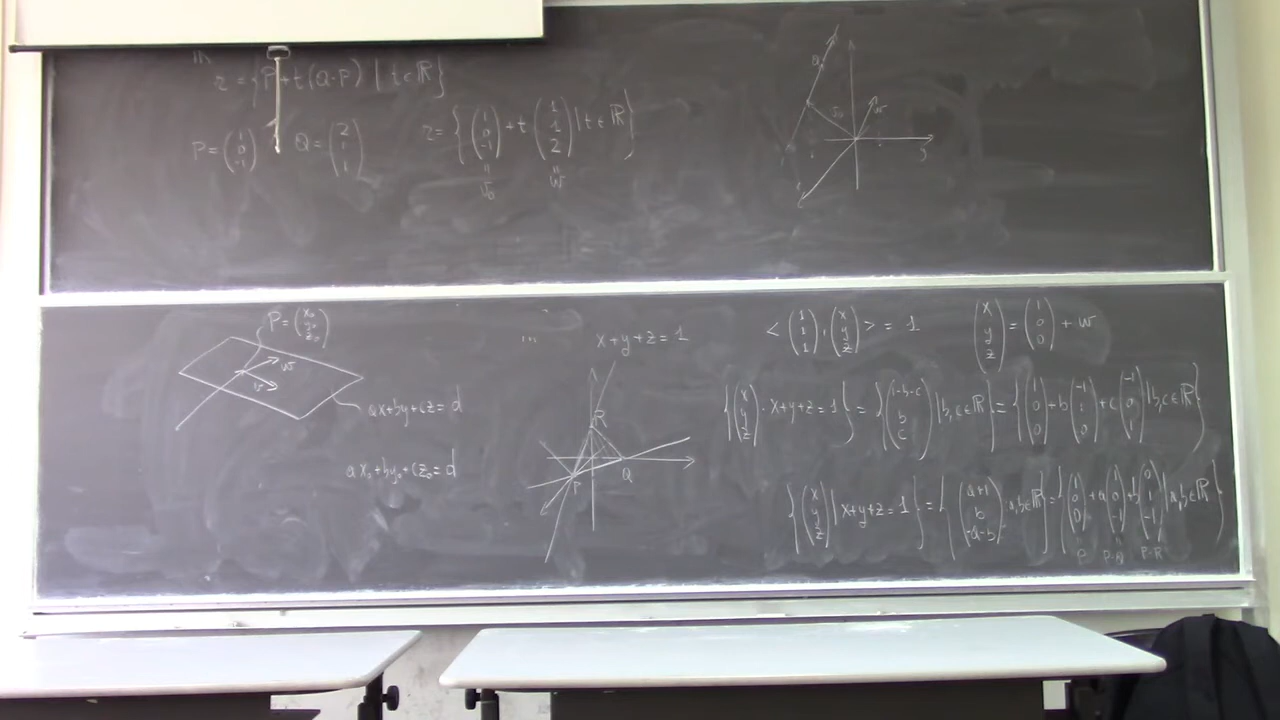 r = {P + t(Q-P) | t ∈ ℝ}
P = (1 0 -1) Q = (2 1 1) r = { (1 0 -1) + t (1 1 2) | t ∈ ℝ }
v₀ w
P = (x₀ y₀ z₀)
w
v
ax+by+cz = d
ax₀+by₀+cz₀ = d
x+y+z=1
R
P
Q
< (1 1 1), (x y z) > = 1 (x y z) = (1 0 0) + w
{ (x y z) · x+y+z=1 } = { (1-b-c b c) | b,c ∈ ℝ } = { (1 0 0) + b (-1 1 0) + c (-1 0 1) | b,c ∈ ℝ }
{ (x y z) | x+y+z=1 } = { (a+1 b -a-b) · a,b ∈ ℝ } = { (1 0 0) + a (1 0 -1) + b (0 1 -1) | a,b ∈ ℝ }
P P-R